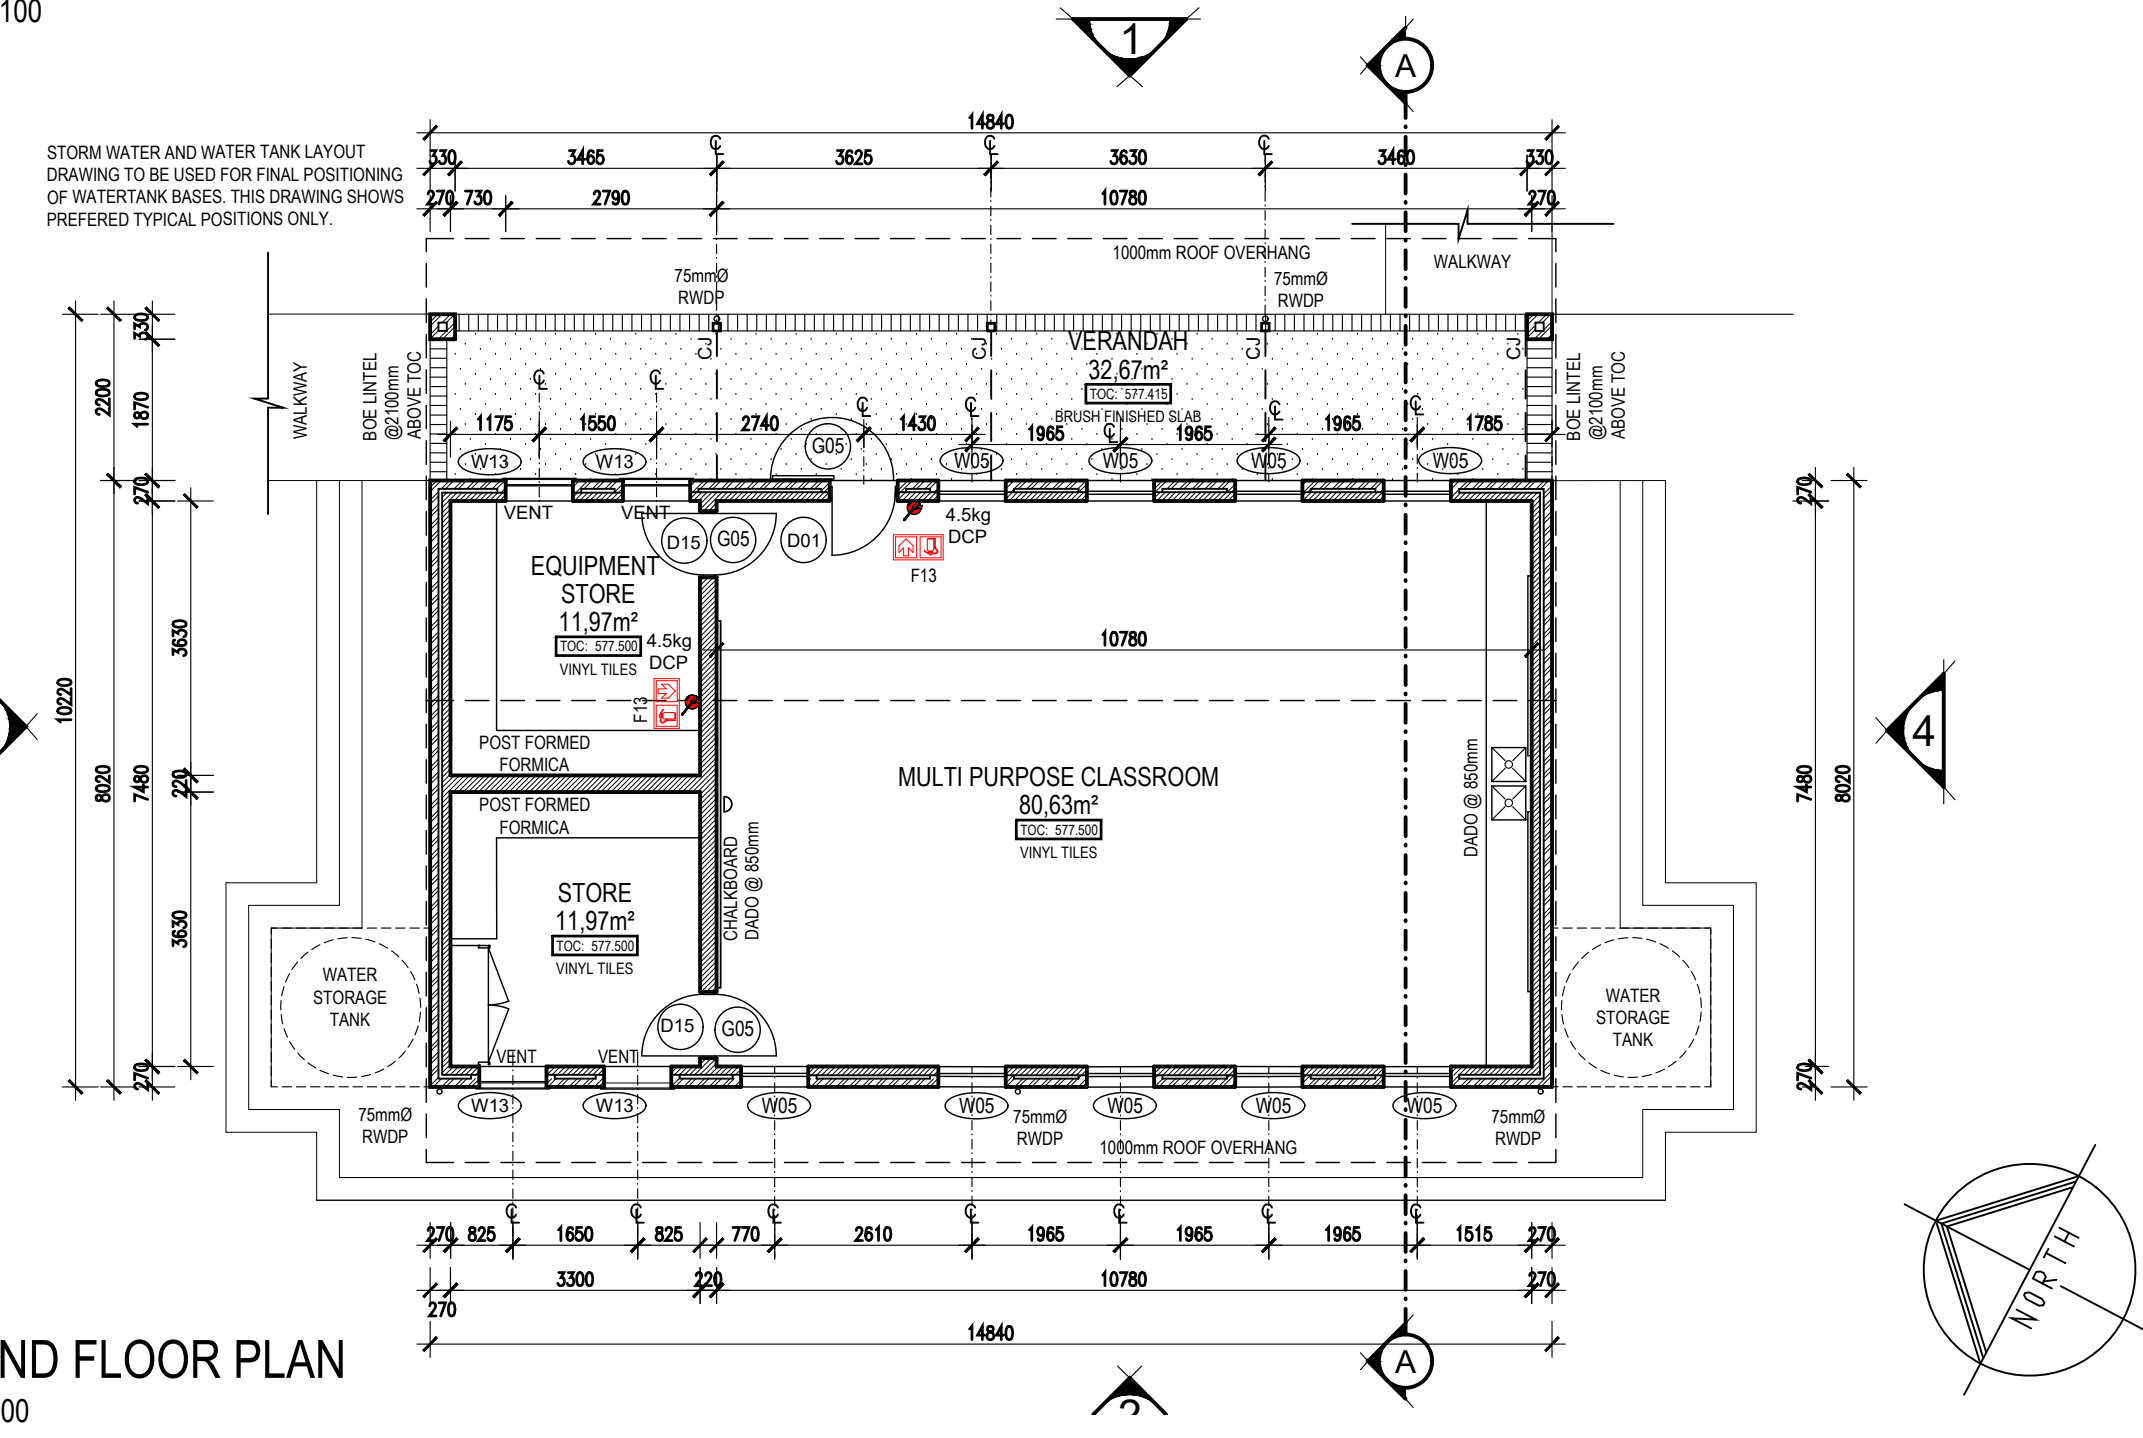 100
1
A
14840
330
3465
3625
3630
3460
330
270
730
2790
10780
270
STORM WATER AND WATER TANK LAYOUT
DRAWING TO BE USED FOR FINAL POSITIONING
OF WATERTANK BASES. THIS DRAWING SHOWS
PREFERED TYPICAL POSITIONS ONLY.
1000mm ROOF OVERHANG
WALKWAY
75mmØ
RWDP
75mmØ
RWDP
WALKWAY
BOE LINTEL
@2100mm
ABOVE TOC
CJ
CJ
CJ
CJ
VERANDAH
32,67m²
TOC: 577.415
BRUSH FINISHED SLAB
BOE LINTEL
@2100mm
ABOVE TOC
1175
1550
2740
1430
1965
1965
1965
1785
W13
W13
G05
W05
W05
W05
W05
VENT
VENT
D15
G05
D01
4.5kg
DCP
F13
EQUIPMENT
STORE
11,97m²
TOC: 577.500
VINYL TILES
4.5kg
DCP
F13
POST FORMED
FORMICA
10780
MULTI PURPOSE CLASSROOM
80,63m²
TOC: 577.500
VINYL TILES
DADO @ 850mm
POST FORMED
FORMICA
CHALKBOARD
DADO @ 850mm
STORE
11,97m²
TOC: 577.500
VINYL TILES
D15
G05
VENT
VENT
WATER
STORAGE
TANK
WATER
STORAGE
TANK
10220
2200
8020
330
1870
270
7480
270
3630
220
3630
270
7480
270
8020
4
W13
W13
W05
W05
W05
W05
W05
75mmØ
RWDP
75mmØ
RWDP
75mmØ
RWDP
1000mm ROOF OVERHANG
270
825
1650
825
770
2610
1965
1965
1965
1515
270
3300
220
10780
270
270
14840
A
2
NORTH
ND FLOOR PLAN
00